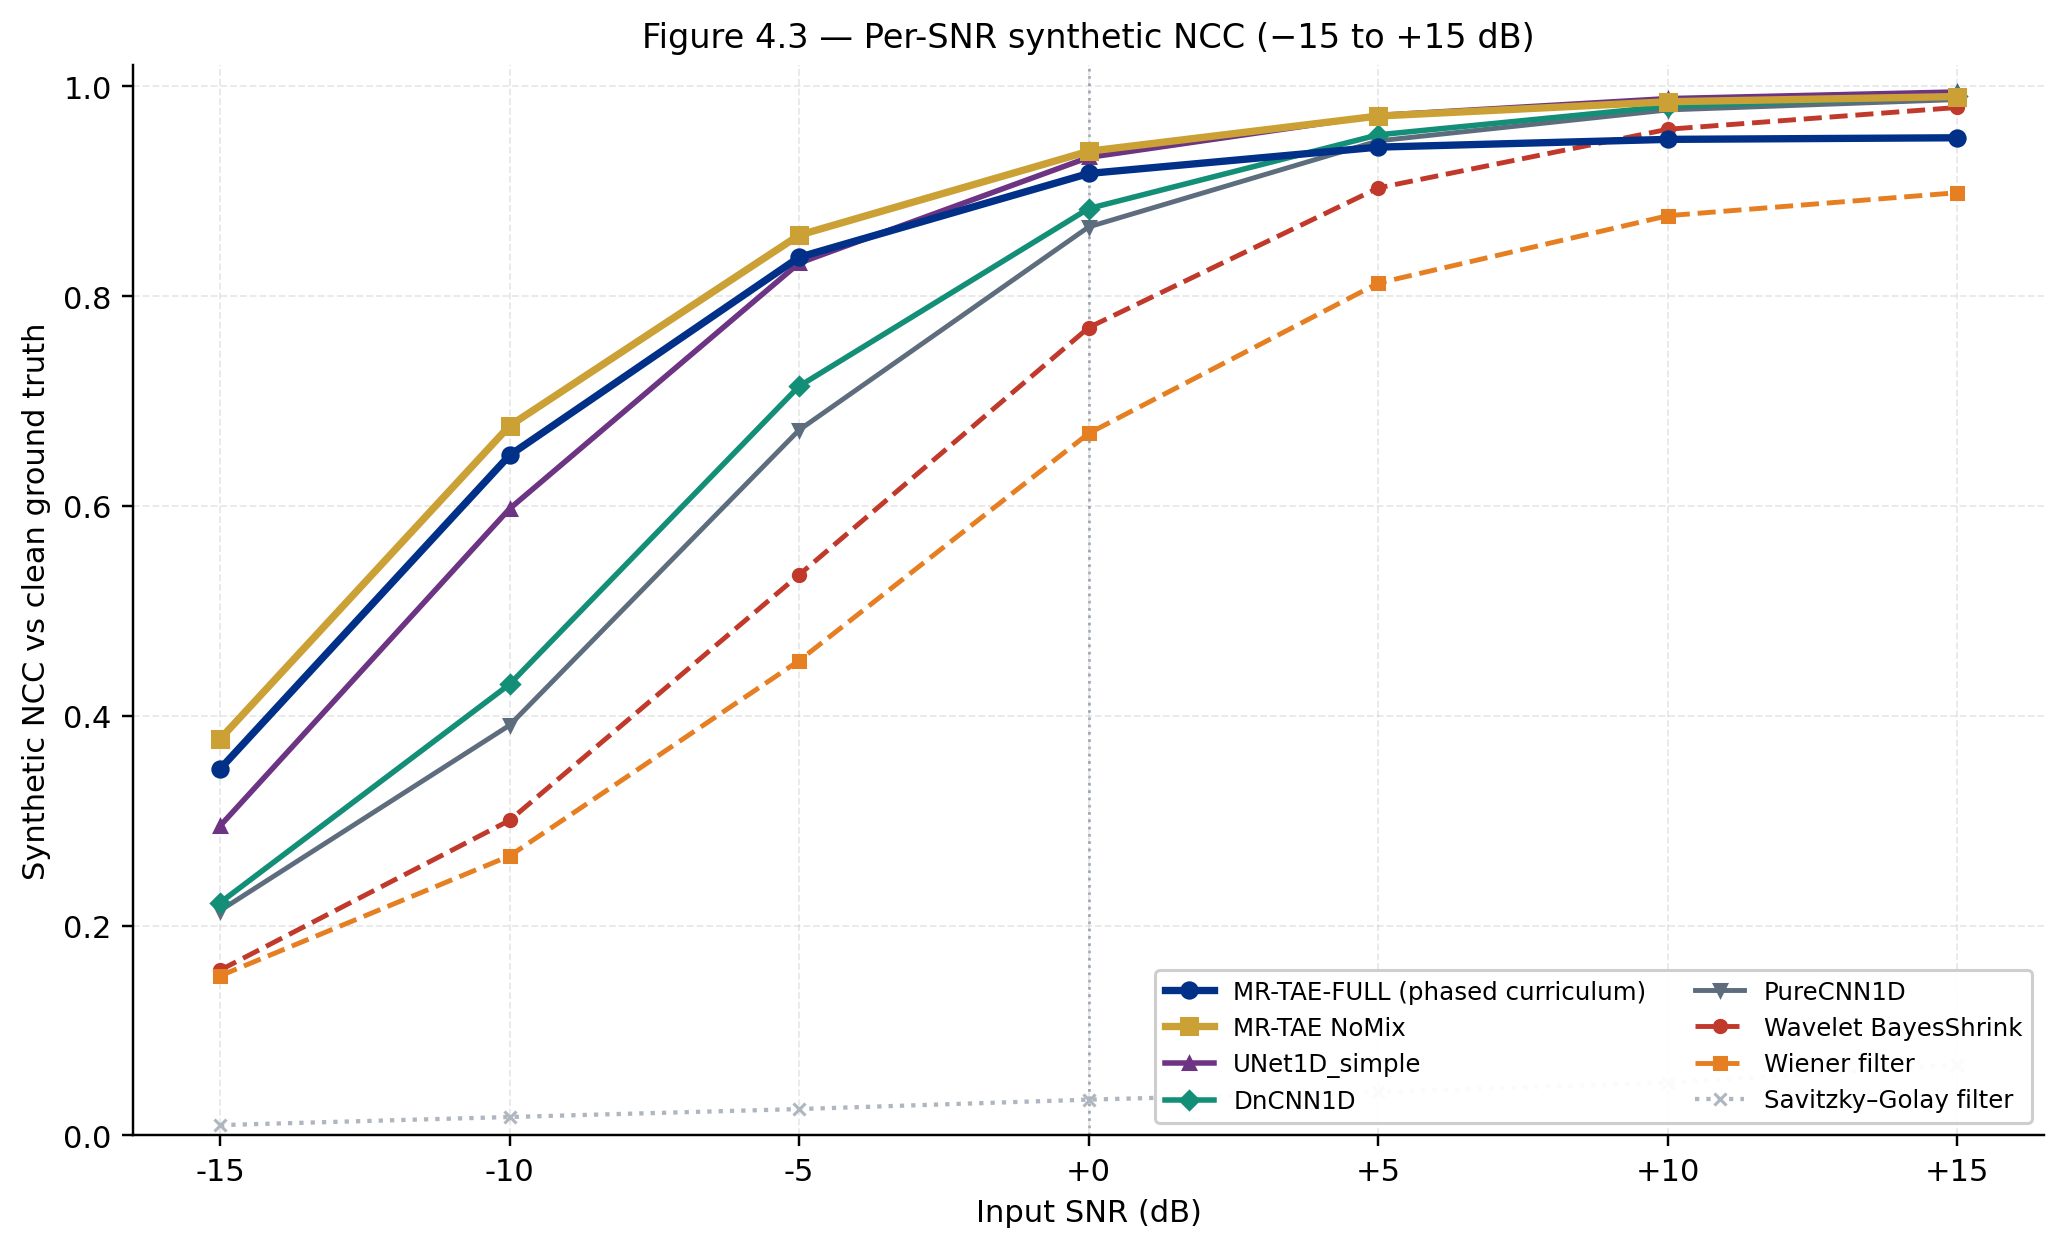 Figure 4.3 — Per-SNR synthetic NCC (−15 to +15 dB)
Synthetic NCC vs clean ground truth
1.0
0.8
0.6
0.4
0.2
0.0
-15
-10
-5
+0
+5
+10
+15
Input SNR (dB)
MR-TAE-FULL (phased curriculum)
MR-TAE NoMix
UNet1D_simple
DnCNN1D
PureCNN1D
Wavelet BayesShrink
Wiener filter
Savitzky–Golay filter